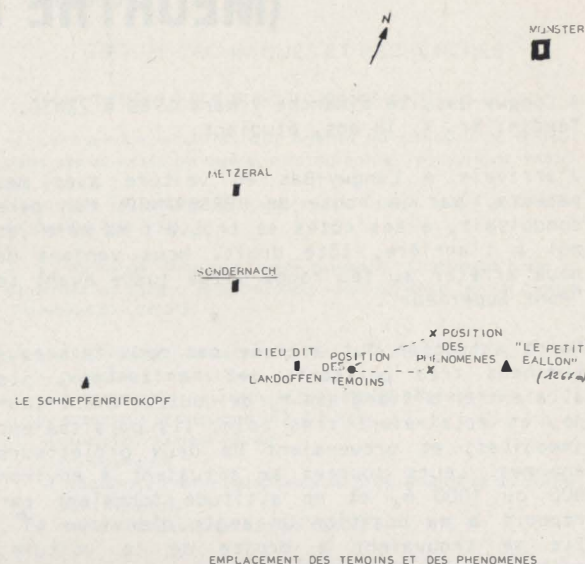 N
MUNSTER
METZERAL
SONDERNACH
LIEU DIT
LANDOFFEN
POSITION
DES
TEMOINS
POSITION
DES
PHENOMENES
"LE PETIT
BALLON"
LE SCHNEPFENRIEDKOPF
EMPLACEMENT DES TEMOINS ET DES PHENOMENES